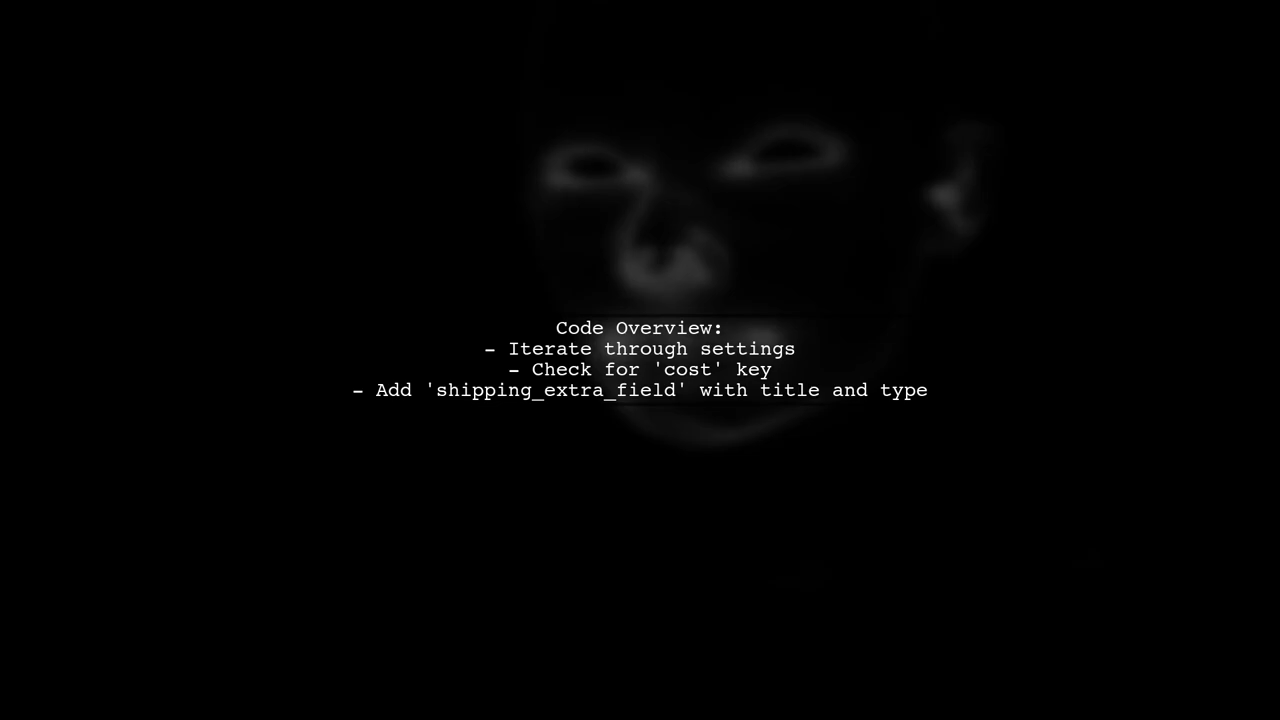 Code Overview:
- Iterate through settings
- Check for 'cost' key
- Add 'shipping_extra_field' with title and type